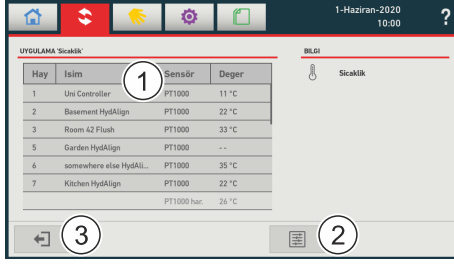 1-Haziran-2020
10:00
?
UYGULAMA 'Sicaklik'
BILGI
Hay Isim Sensör Deger
1 Uni Controller PT1000 11 °C
2 Basement HydAlign PT1000 22 °C
3 Room 42 Flush PT1000 33 °C
5 Garden HydAlign PT1000 --
6 somewhere else HydAli... PT1000 35 °C
7 Kitchen HydAlign PT1000 22 °C
PT1000 har. 26 °C
Sicaklik
1
3
2